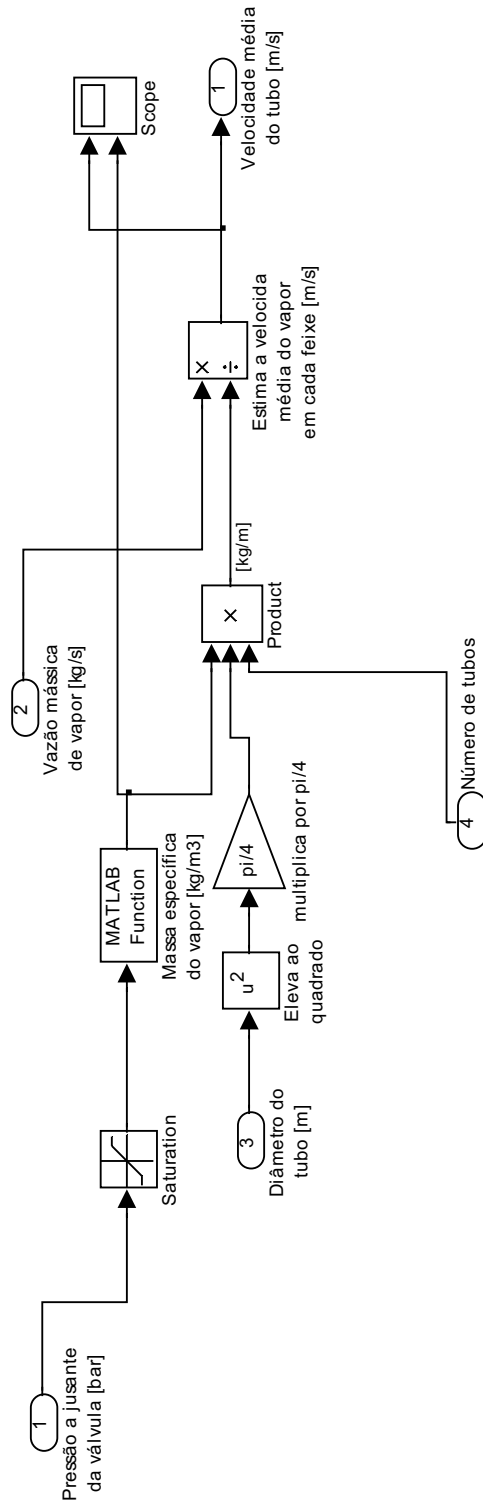 1
Pressão a jusante
da válvula [bar]
Saturation
MATLAB
Function
Massa específica
do vapor [kg/m3]
2
Vazão mássica
de vapor [kg/s]
3
Diâmetro do
tubo [m]
u²
Eleva ao
quadrado
pi/4
multiplica por pi/4
4
Número de tubos
×
Product
[kg/m]
×
÷
Estima a velocida
média do vapor
em cada feixe [m/s]
Scope
1
Velocidade média
do tubo [m/s]